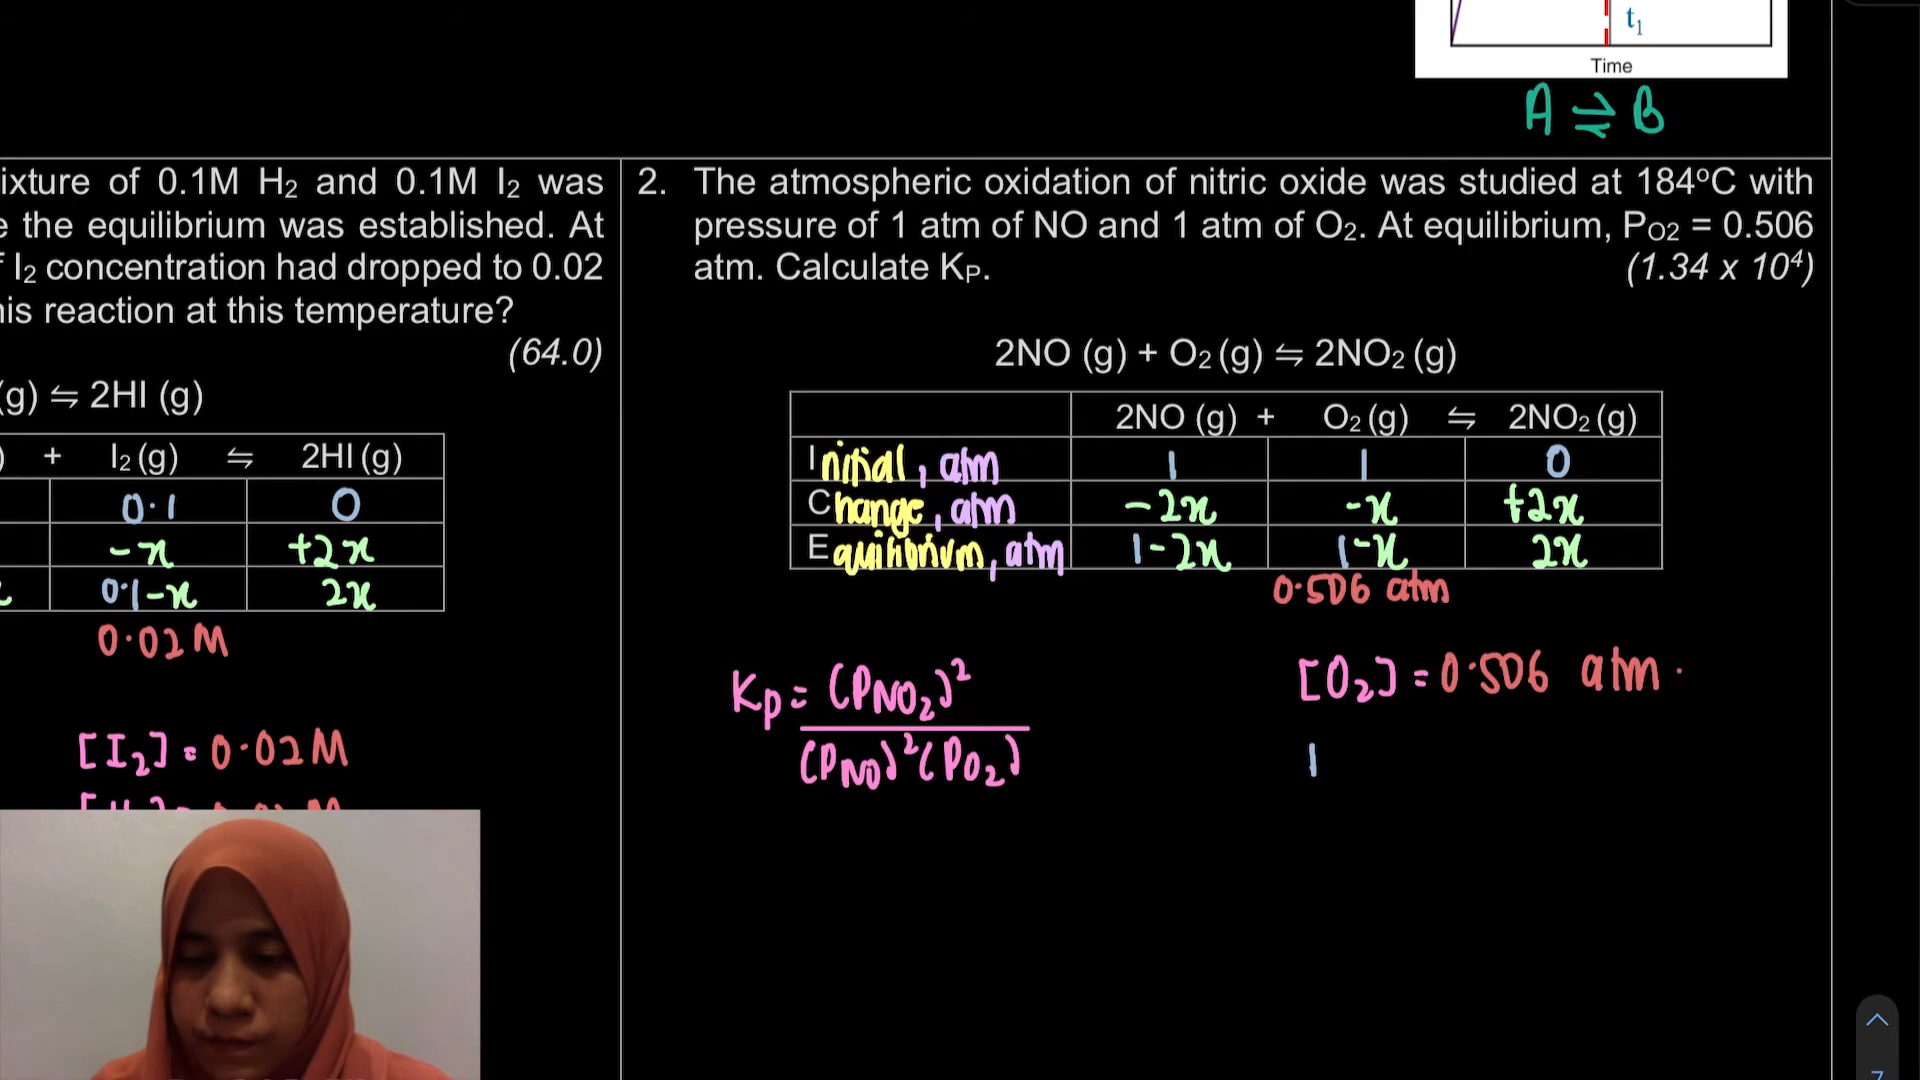 t1
Time
A ⇌ B
ixture of 0.1M H2 and 0.1M I2 was
e the equilibrium was established. At
I2 concentration had dropped to 0.02
is reaction at this temperature?
(64.0)
(g) ⇋ 2HI (g)
) + I2 (g) ⇋ 2HI (g)
0.1 0
-x +2x
0.1-x 2x
0.02 M
[I2] = 0.02 M
2. The atmospheric oxidation of nitric oxide was studied at 184ºC with
pressure of 1 atm of NO and 1 atm of O2. At equilibrium, PO2 = 0.506
atm. Calculate KP. (1.34 x 10⁴)
2NO (g) + O2 (g) ⇋ 2NO2 (g)
2NO (g) + O2 (g) ⇋ 2NO2 (g)
Initial, atm 1 1 0
Change, atm -2x -x +2x
Equilibrium, atm 1-2x 1-x 2x
0.506 atm
Kp = (PNO2)²
(PNO)² (PO2)
[O2] = 0.506 atm.
1